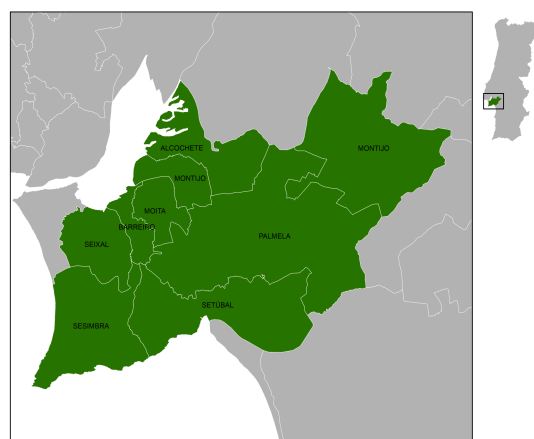 ALCOCHETE
MONTIJO
MONTIJO
MOITA
BARREIRO
SEIXAL
PALMELA
SETÚBAL
SESIMBRA